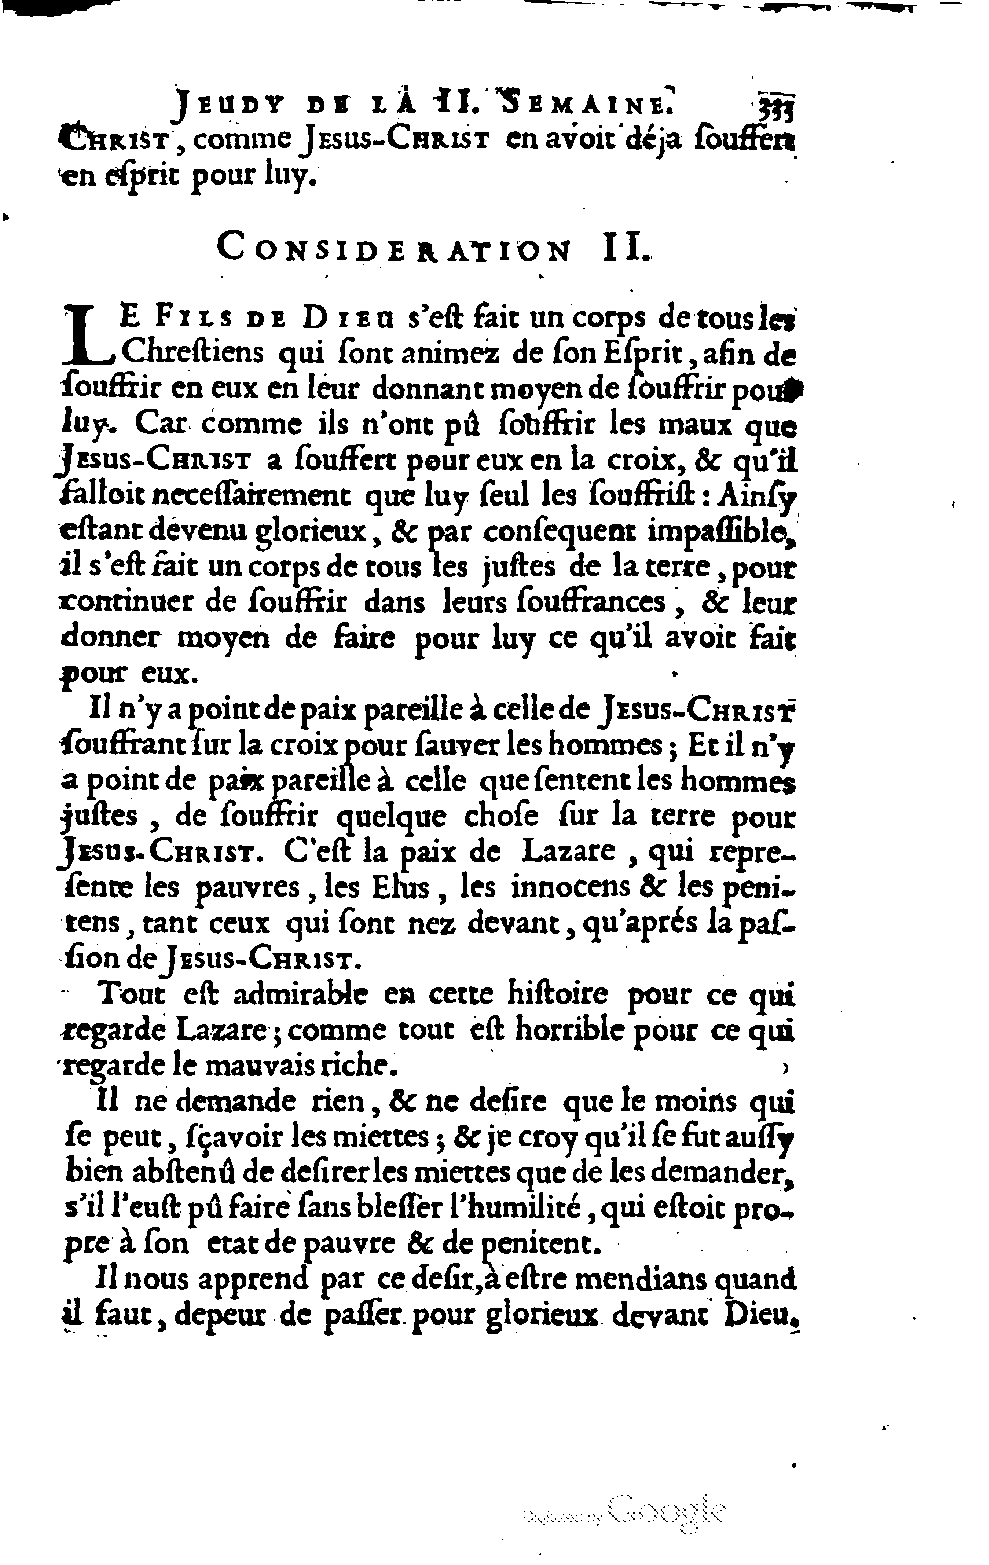 JEUDY DE LA II. SEMAINE. 333
CHRIST, comme JESUS-CHRIST en avoit déja ſouffert
en eſprit pour luy.
CONSIDERATION II.
LE FILS DE DIEU s'eſt fait un corps de tous les
Chreſtiens qui ſont animez de ſon Eſprit, afin de
ſouffrir en eux en leur donnant moyen de ſouffrir pour
luy. Car comme ils n'ont pû ſouffrir les maux que
JESUS-CHRIST a ſouffert pour eux en la croix, & qu'il
falloit neceſſairement que luy ſeul les ſouffriſt : Ainſy
eſtant devenu glorieux, & par conſequent impaſſible,
il s'eſt fait un corps de tous les juſtes de la terre, pour
continuer de ſouffrir dans leurs ſouffrances, & leur
donner moyen de faire pour luy ce qu'il avoit fait
pour eux.
Il n'y a point de paix pareille à celle de JESUS-CHRIST
ſouffrant ſur la croix pour ſauver les hommes ; Et il n'y
a point de paix pareille à celle que ſentent les hommes
juſtes, de ſouffrir quelque choſe ſur la terre pour
JESUS-CHRIST. C'eſt la paix de Lazare, qui repre-
ſente les pauvres, les Elus, les innocens & les peni-
tens, tant ceux qui ſont nez devant, qu'aprés la paſ-
ſion de JESUS-CHRIST.
Tout eſt admirable en cette hiſtoire pour ce qui
regarde Lazare ; comme tout eſt horrible pour ce qui
regarde le mauvais riche.
Il ne demande rien, & ne deſire que le moins qui
ſe peut, ſçavoir les miettes ; & je croy qu'il ſe fut auſſy
bien abſtenû de deſirer les miettes que de les demander,
s'il l'euſt pû faire ſans bleſſer l'humilité, qui eſtoit pro-
pre à ſon etat de pauvre & de penitent.
Il nous apprend par ce deſir, à eſtre mendians quand
il faut, depeur de paſſer pour glorieux devant Dieu.
Digitized by Google